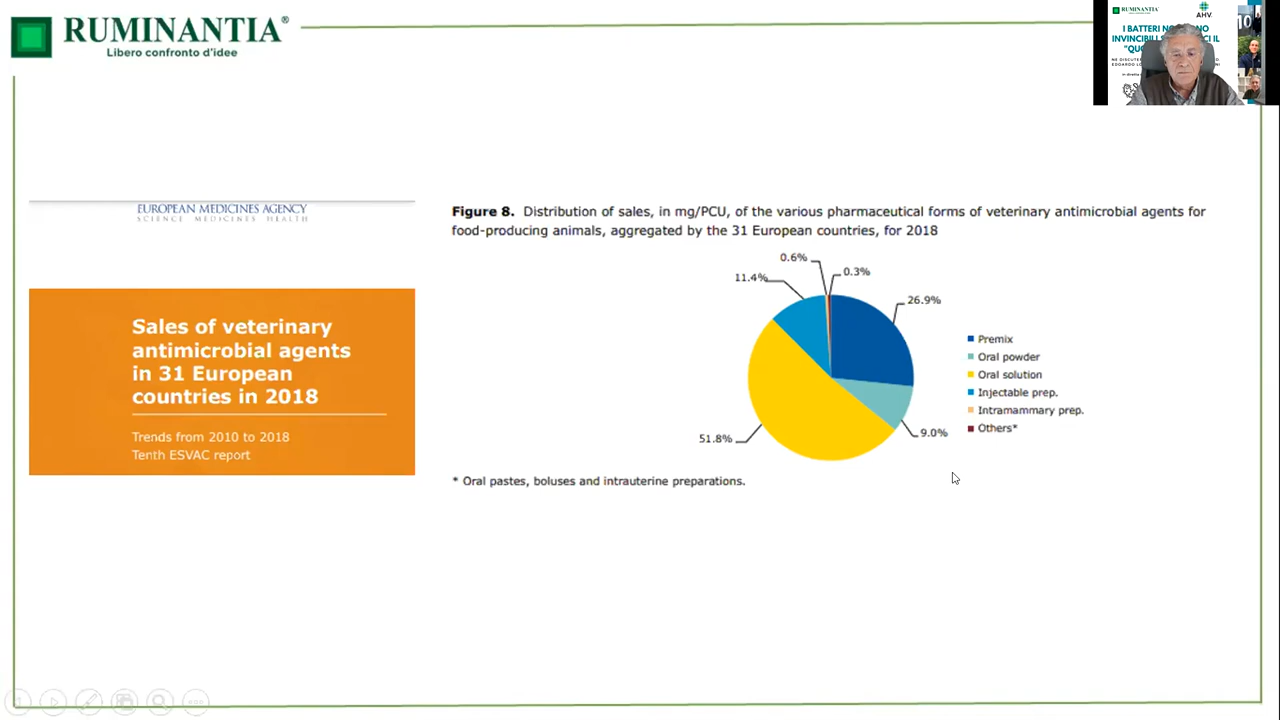 RUMINANTIA®
Libero confronto d'idee
RUMINANTIA
AHV.
I BATTERI
INVINCIBILI
EUROPEAN MEDICINES AGENCY
SCIENCE MEDICINES HEALTH
Sales of veterinary
antimicrobial agents
in 31 European
countries in 2018
Trends from 2010 to 2018
Tenth ESVAC report
Figure 8. Distribution of sales, in mg/PCU, of the various pharmaceutical forms of veterinary antimicrobial agents for
food-producing animals, aggregated by the 31 European countries, for 2018
0.6%
0.3%
11.4%
26.9%
51.8%
9.0%
Premix
Oral powder
Oral solution
Injectable prep.
Intramammary prep.
Others*
* Oral pastes, boluses and intrauterine preparations.